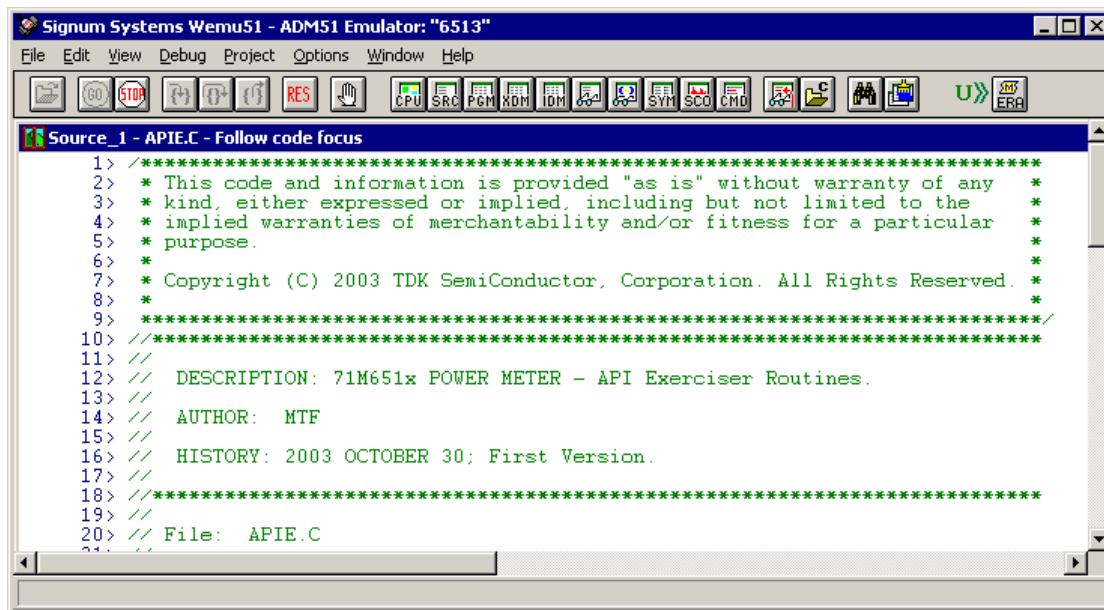 Signum Systems Wemu51 - ADM51 Emulator: "6513"
File Edit View Debug Project Options Window Help
GO STOP RES CPU SRC PGM XDM IDM SYM SCO CMD C U ERA
Source_1 - APIE.C - Follow code focus
1> /***************************************************************************
2> * This code and information is provided "as is" without warranty of any *
3> * kind, either expressed or implied, including but not limited to the *
4> * implied warranties of merchantability and/or fitness for a particular *
5> * purpose. *
6> * *
7> * Copyright (C) 2003 TDK SemiConductor, Corporation. All Rights Reserved. *
8> * *
9> ***************************************************************************/
10> //**************************************************************************
11> //
12> // DESCRIPTION: 71M651x POWER METER - API Exerciser Routines.
13> //
14> // AUTHOR: MTF
15> //
16> // HISTORY: 2003 OCTOBER 30; First Version.
17> //
18> //**************************************************************************
19> //
20> // File: APIE.C